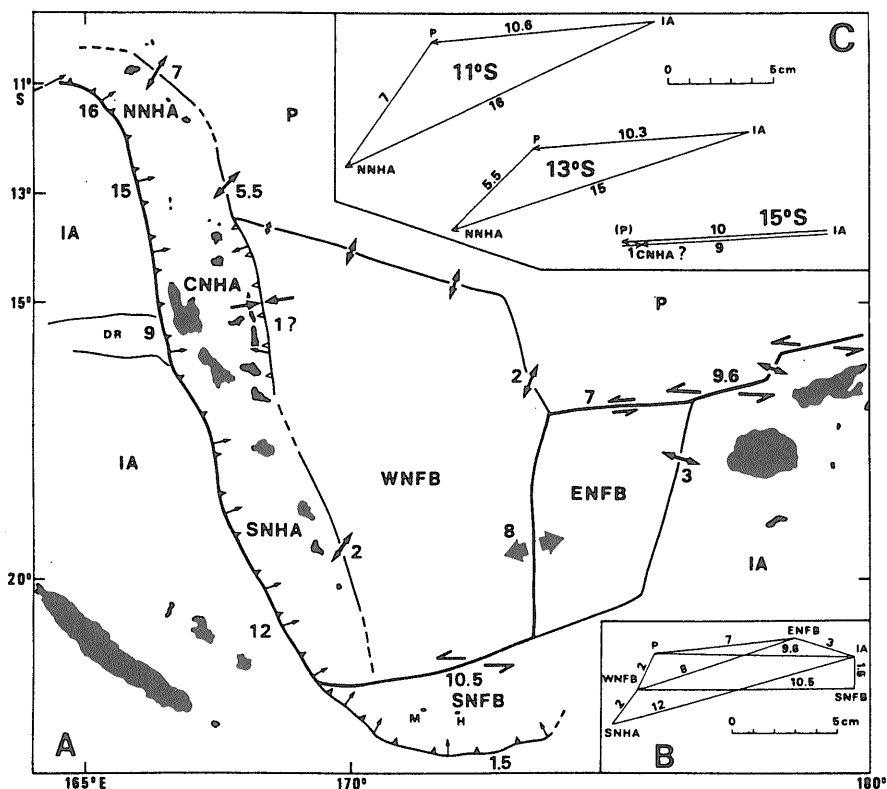 11°
S
16
7
NNHA
P
C
P
10.6
IA
7
11°S
16
NNHA
0
5cm
P
10.3
IA
5.5
13°S
15
NNHA
15°S
(P)
10
IA
1
CNHA ?
9
13°
15
5.5
IA
CNHA
15°
DR
9
1?
P
2
7
9.6
IA
WNFB
ENFB
3
8
SNHA
2
IA
20°
12
10.5
SNFB
M
H
1.5
A
ENFB
P
7
3
IA
9.6
2
WNFB
8
1.5
10.5
SNFB
2
12
SNHA
0
5cm
B
165°E
170°
180°